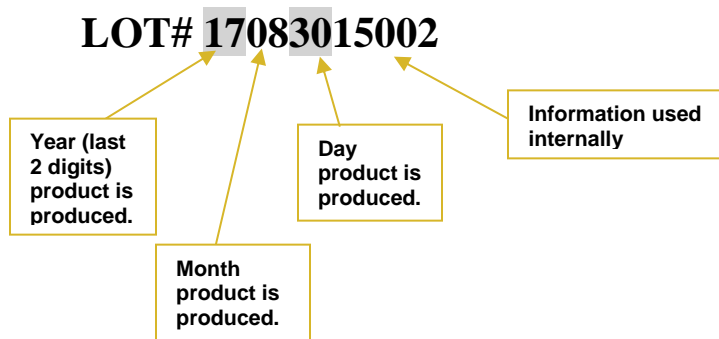 LOT# 17083015002
Year (last
2 digits)
product is
produced.
Month
product is
produced.
Day
product is
produced.
Information used
internally